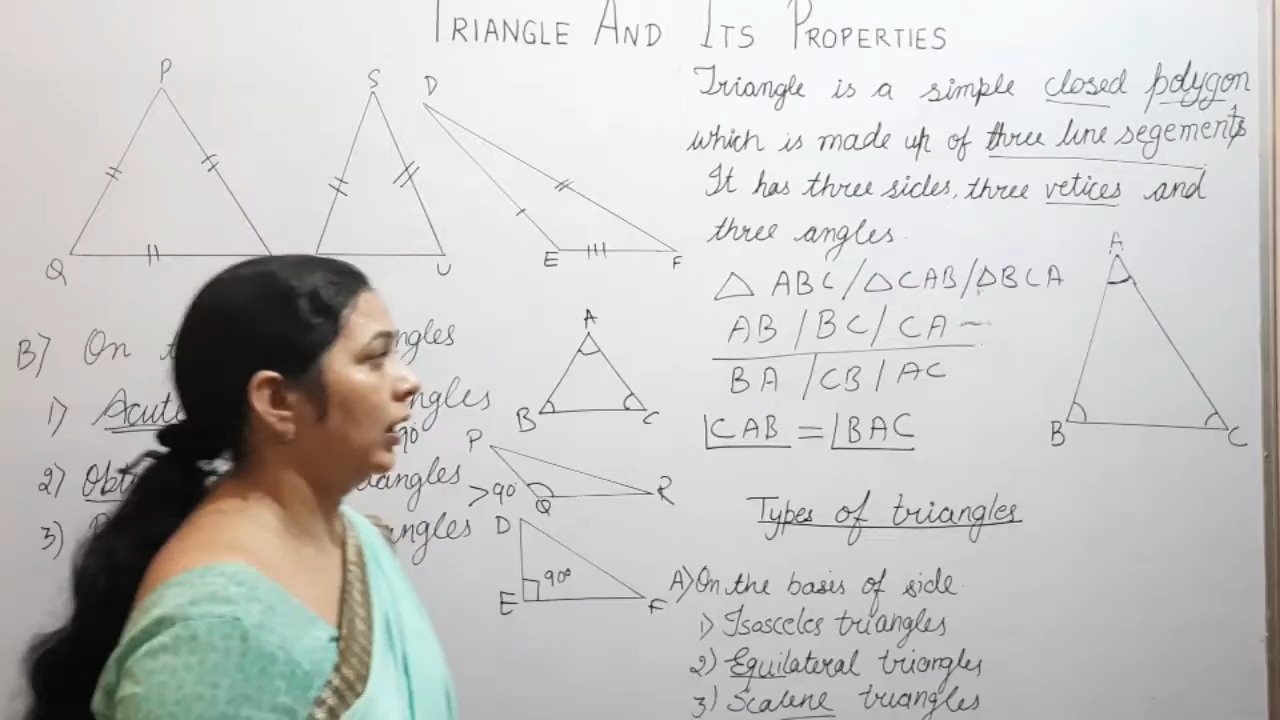 TRIANGLE AND ITS PROPERTIES
Triangle is a simple closed polygon
which is made up of three line segements
It has three sides, three vetices and
three angles.
△ ABC / △CAB / △BCA
AB / BC / CA —
BA / CB / AC
∠CAB = ∠BAC
A
B
C
Types of triangles
A) On the basis of side.
1) Isosceles triangles
2) Equilateral triangles
3) Scalene triangles
P
Q
S
U
D
E
F
B) On
1) Acute
2)
3)
A
B
C
P
>90°
Q
R
D
90°
E
F